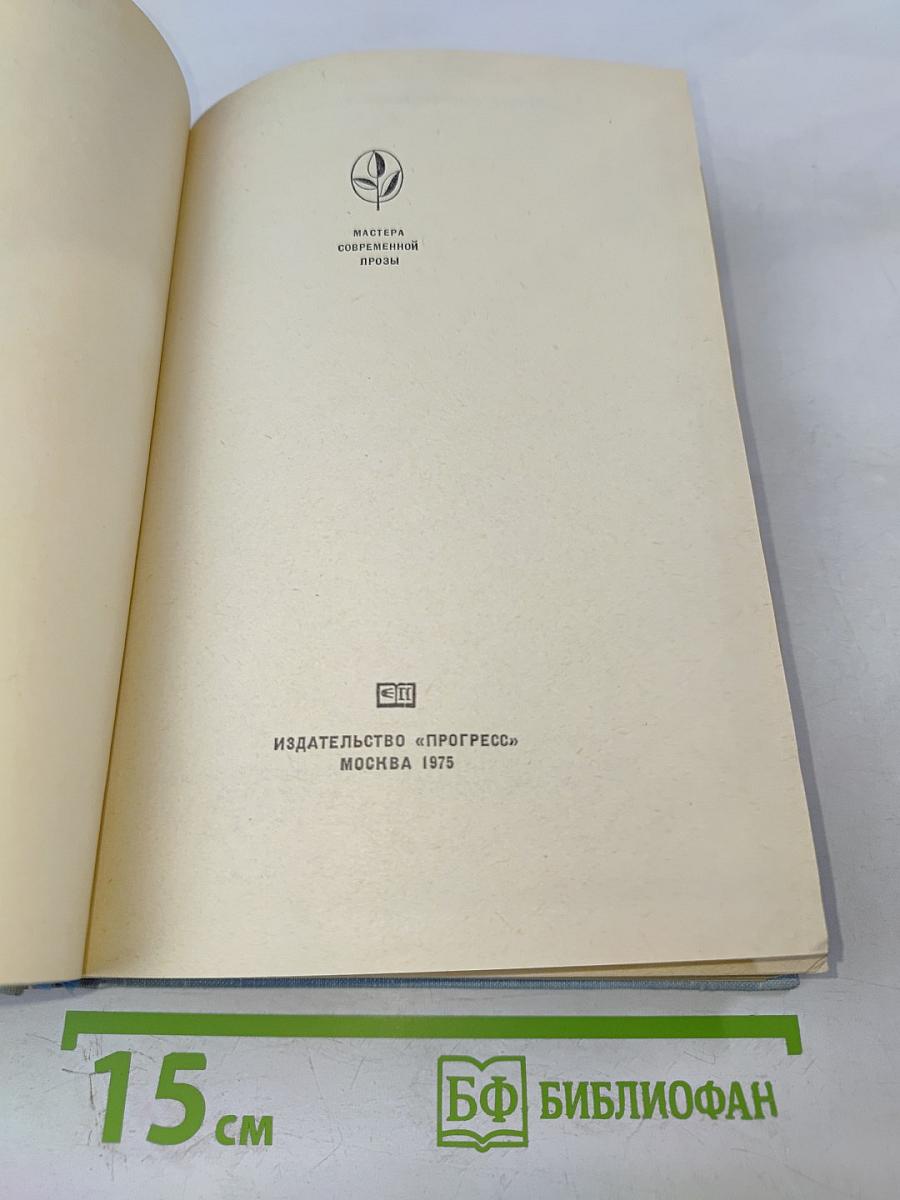 МАСТЕРА
СОВРЕМЕННОЙ
ПРОЗЫ
ИЗДАТЕЛЬСТВО «ПРОГРЕСС»
МОСКВА 1975
15 см
БФ БИБЛИОФАН